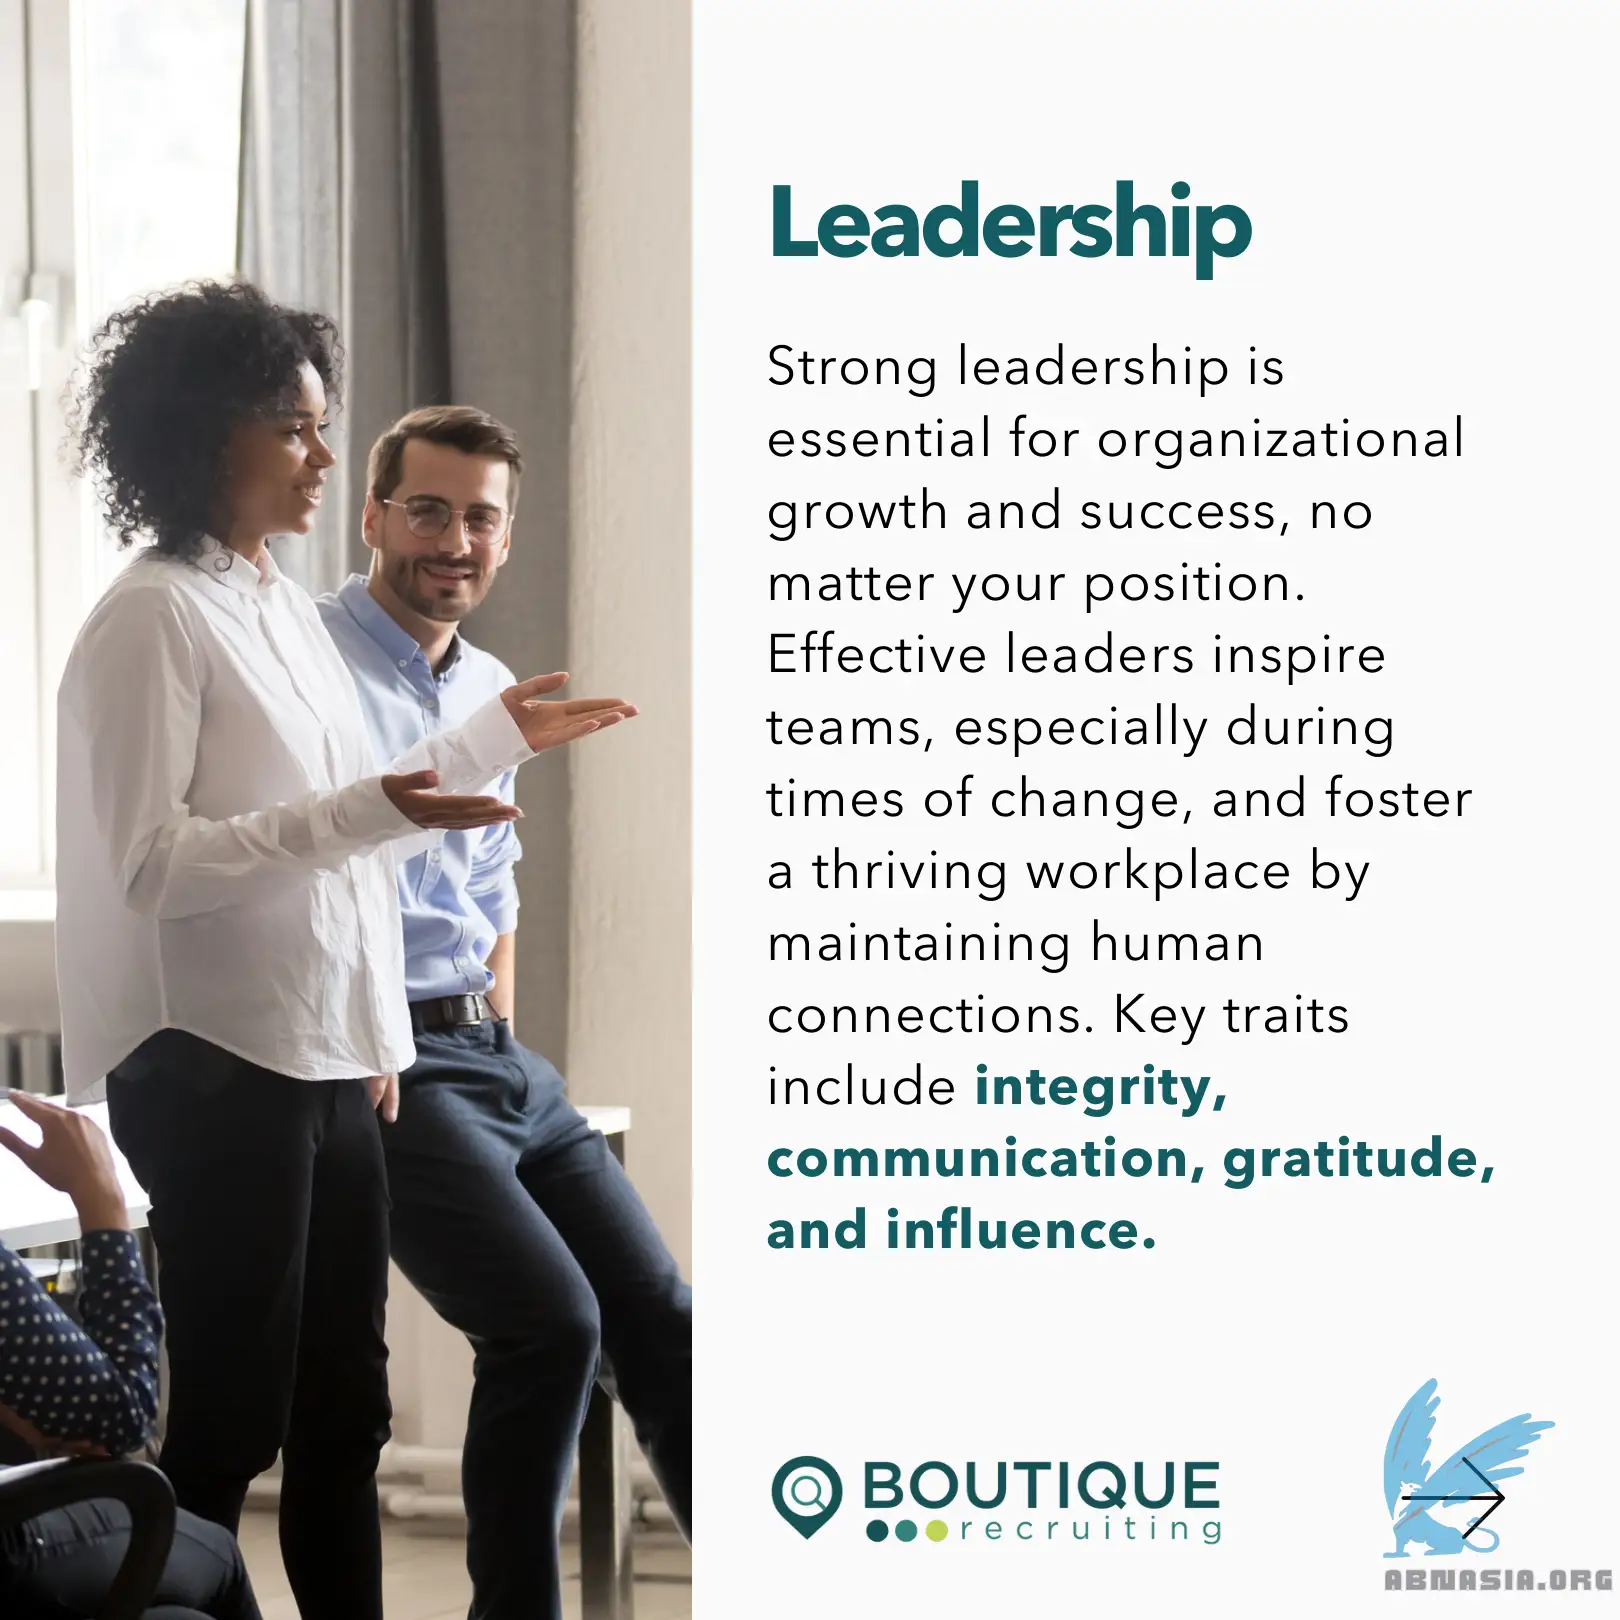 Leadership
Strong leadership is
essential for organizational
growth and success, no
matter your position.
Effective leaders inspire
teams, especially during
times of change, and foster
a thriving workplace by
maintaining human
connections. Key traits
include integrity,
communication, gratitude,
and influence.
BOUTIQUE
recruiting
ABNASIA.ORG